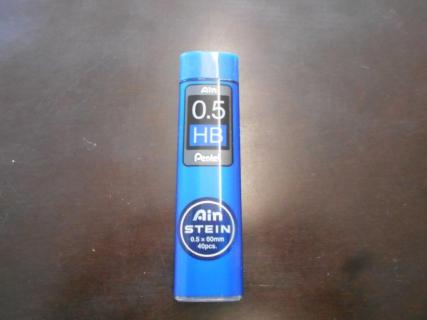 Ain
0.5
HB
Pentel
Ain
STEIN
0.5 × 60mm
40pcs.